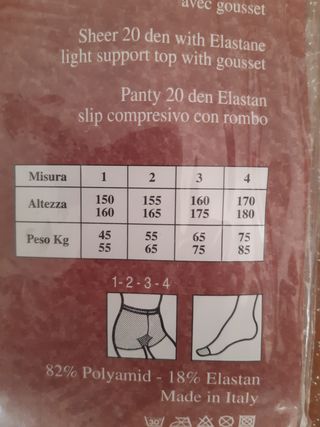 avec gousset
Sheer 20 den with Elastane
light support top with gousset
Panty 20 den Elastan
slip compresivo con rombo
Misura 1 2 3 4
Altezza 150 155 160 170
160 165 175 180
Peso Kg 45 55 65 75
55 65 75 85
1-2-3-4
82% Polyamid - 18% Elastan
Made in Italy
30